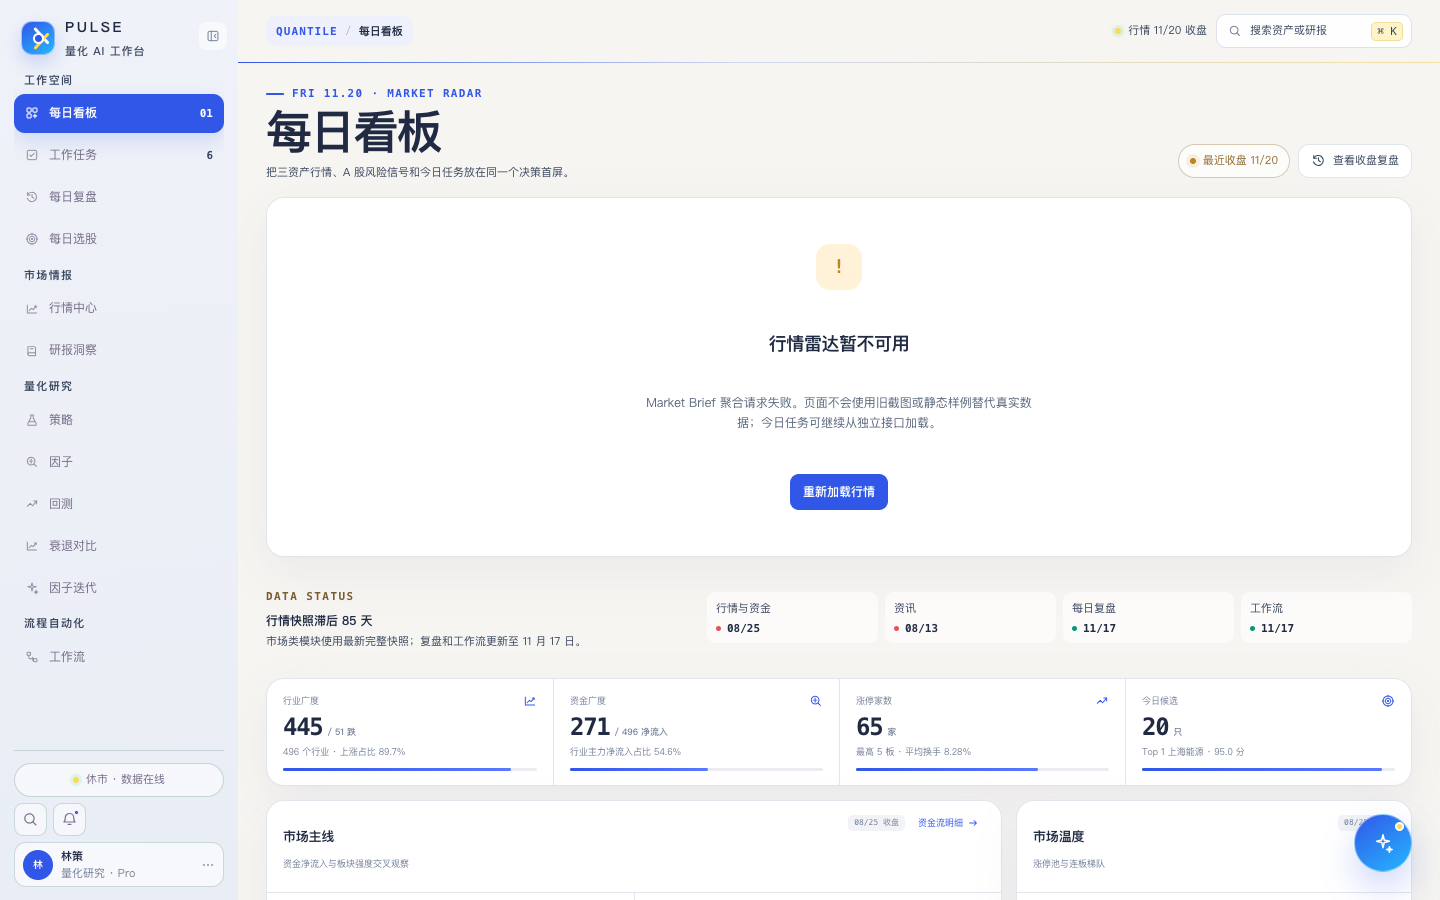 PULSE
量化 AI 工作台
工作空间
每日看板 01
工作任务 6
每日复盘
每日选股
市场情报
行情中心
研报洞察
量化研究
策略
因子
回测
衰退对比
因子迭代
流程自动化
工作流
休市 · 数据在线
林 林策
量化研究 · Pro
QUANTILE / 每日看板
行情 11/20 收盘
搜索资产或研报 ⌘ K
FRI 11.20 · MARKET RADAR
每日看板
把三资产行情、A 股风险信号和今日任务放在同一个决策首屏。
最近收盘 11/20
查看收盘复盘
!
行情雷达暂不可用
Market Brief 聚合请求失败。页面不会使用旧截图或静态样例替代真实数
据；今日任务可继续从独立接口加载。
重新加载行情
DATA STATUS
行情快照滞后 85 天
市场类模块使用最新完整快照；复盘和工作流更新至 11 月 17 日。
行情与资金
08/25
资讯
08/13
每日复盘
11/17
工作流
11/17
行业广度
445 / 51 跌
496 个行业 · 上涨占比 89.7%
资金广度
271 / 496 净流入
行业主力净流入占比 54.6%
涨停家数
65 家
最高 5 板 · 平均换手 8.28%
今日候选
20 只
Top 1 上海能源 · 95.0 分
08/25 收盘 资金流明细 →
市场主线
资金净流入与板块强度交叉观察
市场温度
涨停池与连板梯队